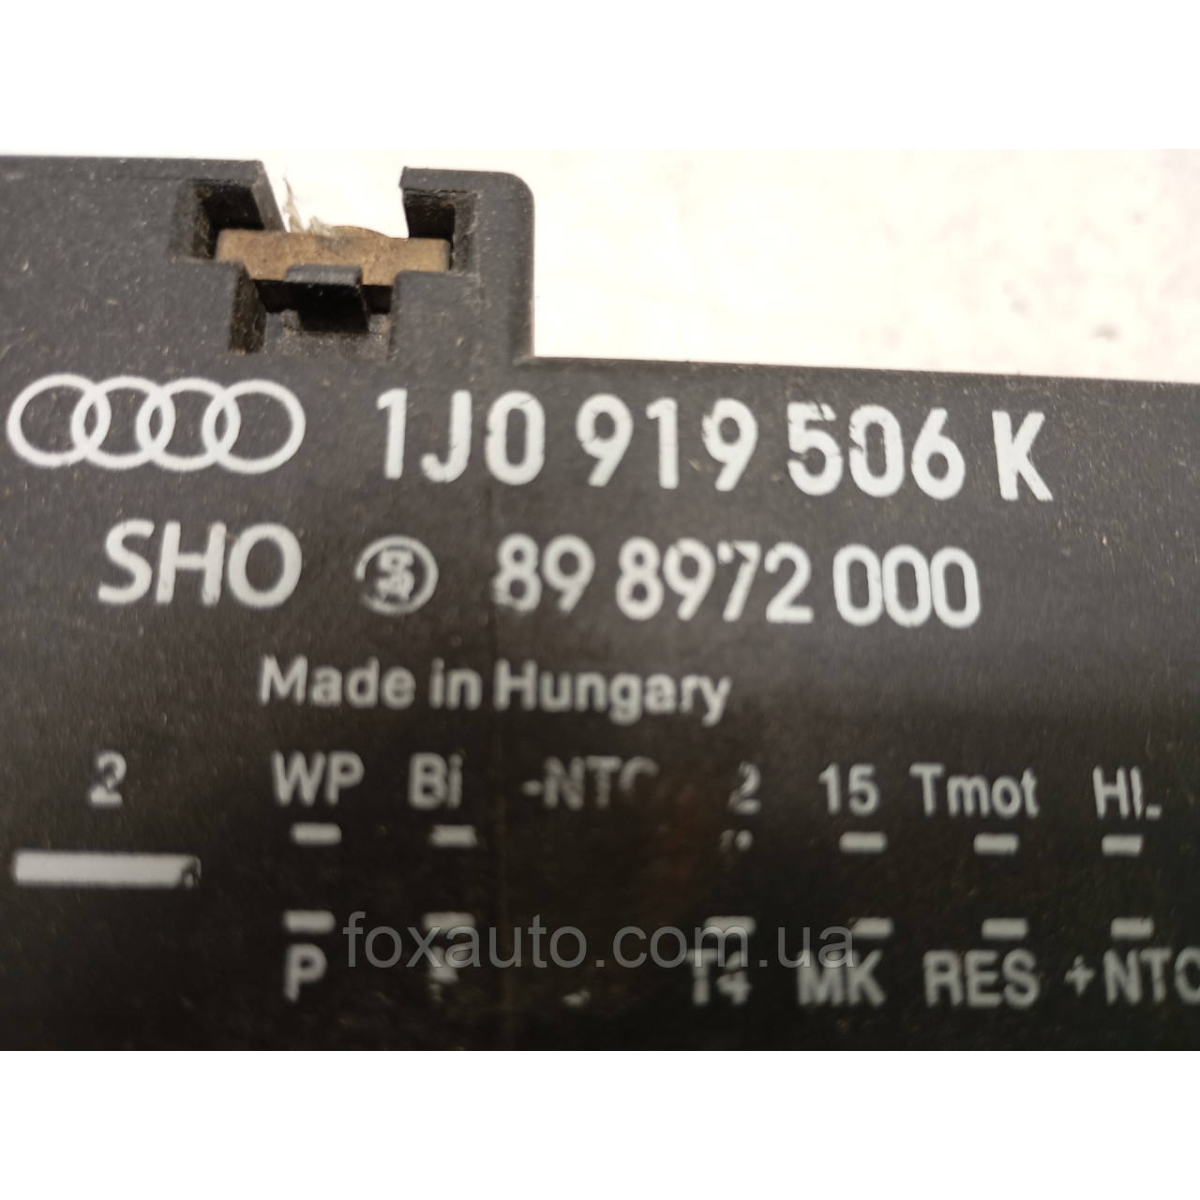 1J0 919 506 K
SHO 89 8972 000
Made in Hungary
2 WP Bi -NTC 2 15 Tmot HL
foxauto.com.ua
P T4 MK RES +NTC